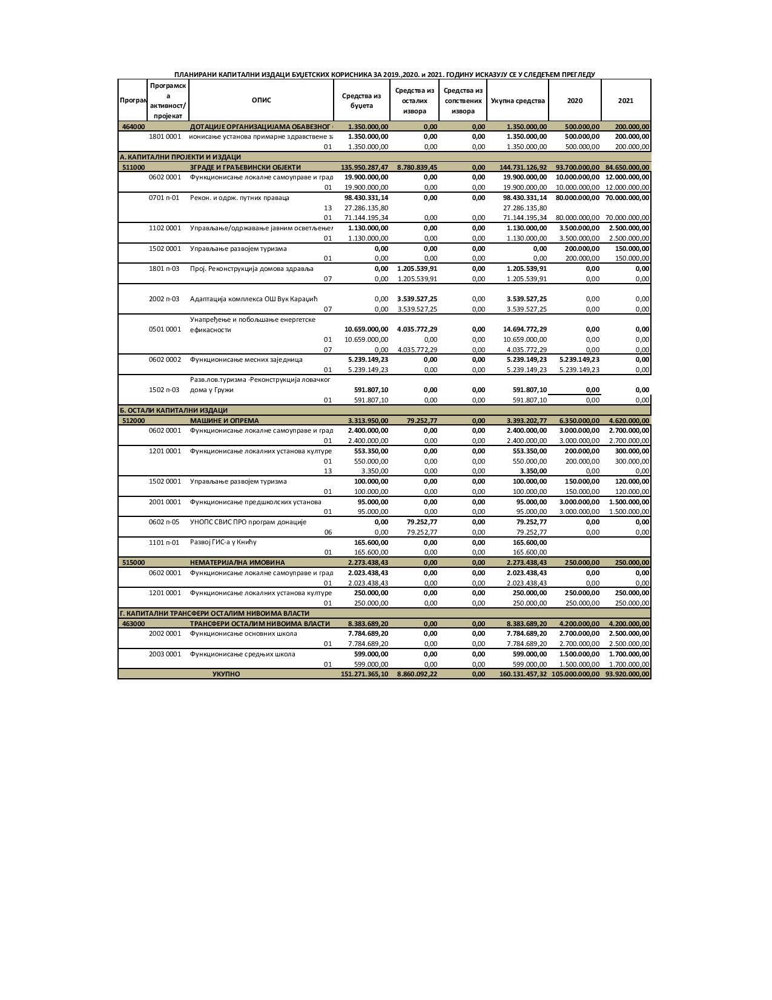 ПЛАНИРАНИ КАПИТАЛНИ ИЗДАЦИ БУЏЕТСКИХ КОРИСНИКА ЗА 2019.,2020. и 2021. ГОДИНУ ИСКАЗУЈУ СЕ У СЛЕДЕЋЕМ ПРЕГЛЕДУ
Програм Програмска активност/ пројекат ОПИС Средства из буџета Средства из осталих извора Средства из сопствених извора Укупна средства 2020 2021
464000 ДОТАЦИЈЕ ОРГАНИЗАЦИЈАМА ОБАВЕЗНОГ 1.350.000,00 0,00 0,00 1.350.000,00 500.000,00 200.000,00
1801 0001 ионисање установа примарне здравствене за 1.350.000,00 0,00 0,00 1.350.000,00 500.000,00 200.000,00
01 1.350.000,00 0,00 0,00 1.350.000,00 500.000,00 200.000,00
А. КАПИТАЛНИ ПРОЈЕКТИ И ИЗДАЦИ
511000 ЗГРАДЕ И ГРАЂЕВИНСКИ ОБЈЕКТИ 135.950.287,47 8.780.839,45 0,00 144.731.126,92 93.700.000,00 84.650.000,00
0602 0001 Функционисање локалне самоуправе и град 19.900.000,00 0,00 0,00 19.900.000,00 10.000.000,00 12.000.000,00
01 19.900.000,00 0,00 0,00 19.900.000,00 10.000.000,00 12.000.000,00
0701 п-01 Рекон. и одрж. путних праваца 98.430.331,14 0,00 0,00 98.430.331,14 80.000.000,00 70.000.000,00
13 27.286.135,80 27.286.135,80
01 71.144.195,34 0,00 0,00 71.144.195,34 80.000.000,00 70.000.000,00
1102 0001 Управљање/одржавање јавним осветљењем 1.130.000,00 0,00 0,00 1.130.000,00 3.500.000,00 2.500.000,00
01 1.130.000,00 0,00 0,00 1.130.000,00 3.500.000,00 2.500.000,00
1502 0001 Управљање развојем туризма 0,00 0,00 0,00 0,00 200.000,00 150.000,00
01 0,00 0,00 0,00 0,00 200.000,00 150.000,00
1801 п-03 Прој. Реконструкција домова здравља 0,00 1.205.539,91 0,00 1.205.539,91 0,00 0,00
07 0,00 1.205.539,91 0,00 1.205.539,91 0,00 0,00
2002 п-03 Адаптација комплекса ОШ Вук Караџић 0,00 3.539.527,25 0,00 3.539.527,25 0,00 0,00
07 0,00 3.539.527,25 0,00 3.539.527,25 0,00 0,00
Унапређење и побољшање енергетске
0501 0001 ефикасности 10.659.000,00 4.035.772,29 0,00 14.694.772,29 0,00 0,00
01 10.659.000,00 0,00 0,00 10.659.000,00 0,00 0,00
07 0,00 4.035.772,29 0,00 4.035.772,29 0,00 0,00
0602 0002 Функционисање месних заједница 5.239.149,23 0,00 0,00 5.239.149,23 5.239.149,23 0,00
01 5.239.149,23 0,00 0,00 5.239.149,23 5.239.149,23 0,00
Разв.лов.туризма -Реконструкција ловачког
1502 п-03 дома у Гружи 591.807,10 0,00 0,00 591.807,10 0,00 0,00
01 591.807,10 0,00 0,00 591.807,10 0,00 0,00
Б. ОСТАЛИ КАПИТАЛНИ ИЗДАЦИ
512000 МАШИНЕ И ОПРЕМА 3.313.950,00 79.252,77 0,00 3.393.202,77 6.350.000,00 4.620.000,00
0602 0001 Функционисање локалне самоуправе и град 2.400.000,00 0,00 0,00 2.400.000,00 3.000.000,00 2.700.000,00
01 2.400.000,00 0,00 0,00 2.400.000,00 3.000.000,00 2.700.000,00
1201 0001 Функционисање локалних установа културе 553.350,00 0,00 0,00 553.350,00 200.000,00 300.000,00
01 550.000,00 0,00 0,00 550.000,00 200.000,00 300.000,00
13 3.350,00 0,00 0,00 3.350,00 0,00 0,00
1502 0001 Управљање развојем туризма 100.000,00 0,00 0,00 100.000,00 150.000,00 120.000,00
01 100.000,00 0,00 0,00 100.000,00 150.000,00 120.000,00
2001 0001 Функционисање предшколских установа 95.000,00 0,00 0,00 95.000,00 3.000.000,00 1.500.000,00
01 95.000,00 0,00 0,00 95.000,00 3.000.000,00 1.500.000,00
0602 п-05 УНОПС СВИС ПРО програм донације 0,00 79.252,77 0,00 79.252,77 0,00 0,00
06 0,00 79.252,77 0,00 79.252,77 0,00 0,00
1101 п-01 Развој ГИС-а у Книћу 165.600,00 0,00 0,00 165.600,00
01 165.600,00 0,00 0,00 165.600,00
515000 НЕМАТЕРИЈАЛНА ИМОВИНА 2.273.438,43 0,00 0,00 2.273.438,43 250.000,00 250.000,00
0602 0001 Функционисање локалне самоуправе и град 2.023.438,43 0,00 0,00 2.023.438,43 0,00 0,00
01 2.023.438,43 0,00 0,00 2.023.438,43 0,00 0,00
1201 0001 Функционисање локалних установа културе 250.000,00 0,00 0,00 250.000,00 250.000,00 250.000,00
01 250.000,00 0,00 0,00 250.000,00 250.000,00 250.000,00
Г. КАПИТАЛНИ ТРАНСФЕРИ ОСТАЛИМ НИВОИМА ВЛАСТИ
463000 ТРАНСФЕРИ ОСТАЛИМ НИВОИМА ВЛАСТИ 8.383.689,20 0,00 0,00 8.383.689,20 4.200.000,00 4.200.000,00
2002 0001 Функционисање основних школа 7.784.689,20 0,00 0,00 7.784.689,20 2.700.000,00 2.500.000,00
01 7.784.689,20 0,00 0,00 7.784.689,20 2.700.000,00 2.500.000,00
2003 0001 Функционисање средњих школа 599.000,00 0,00 0,00 599.000,00 1.500.000,00 1.700.000,00
01 599.000,00 0,00 0,00 599.000,00 1.500.000,00 1.700.000,00
УКУПНО 151.271.365,10 8.860.092,22 0,00 160.131.457,32 105.000.000,00 93.920.000,00